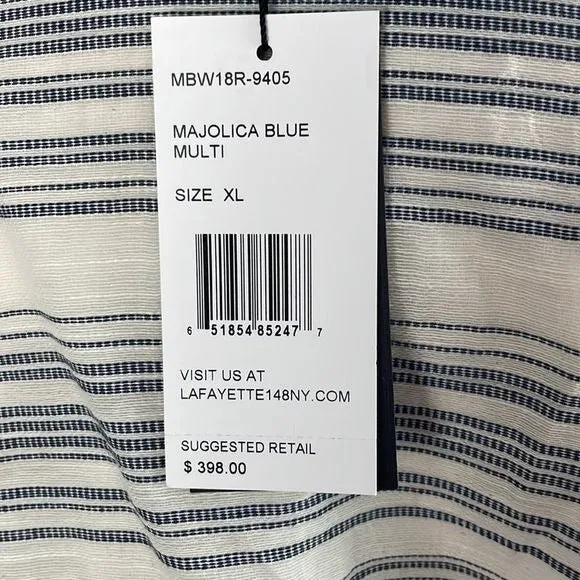 MBW18R-9405
MAJOLICA BLUE
MULTI
SIZE XL
6 51854 85247 7
VISIT US AT
LAFAYETTE148NY.COM
SUGGESTED RETAIL
$ 398.00